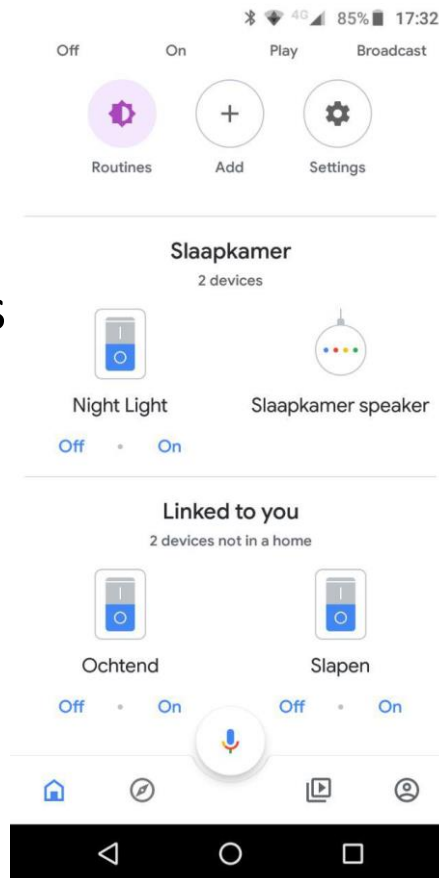 4G 85% 17:32
Off On Play Broadcast
Routines Add Settings
Slaapkamer
2 devices
Night Light Slaapkamer speaker
Off • On
Linked to you
2 devices not in a home
Ochtend Slapen
Off • On Off • On